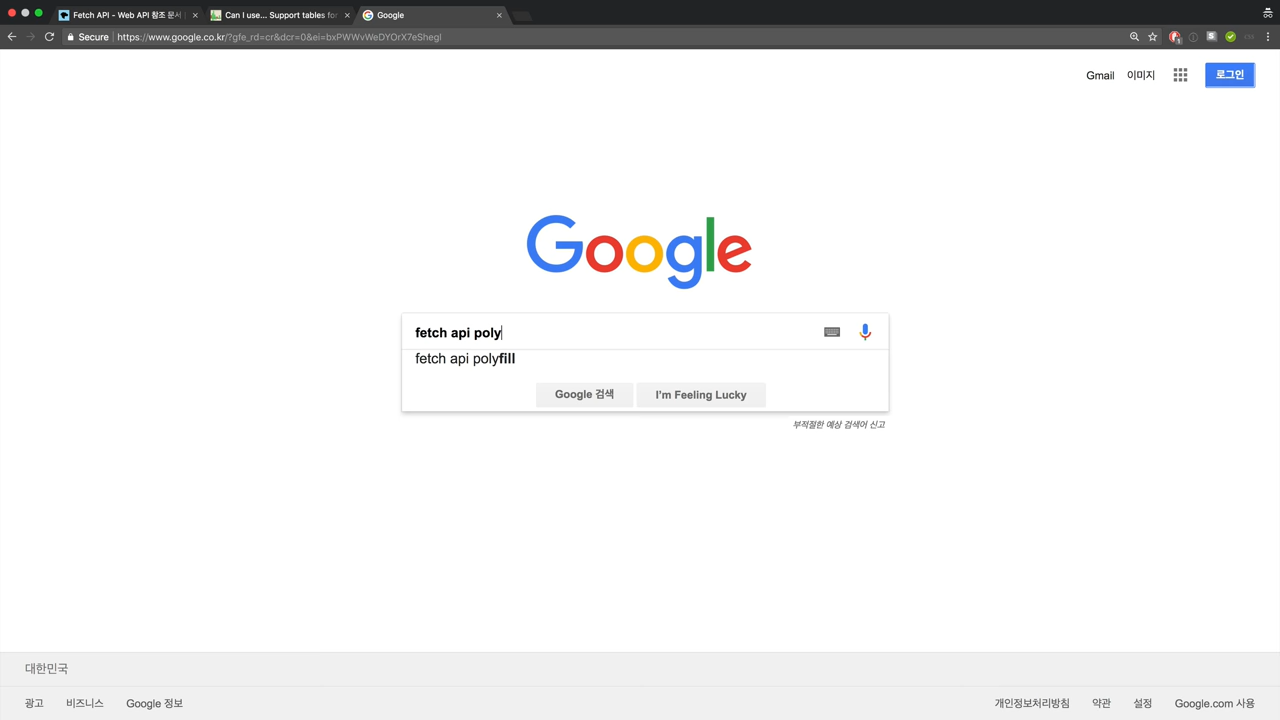 Fetch API - Web API 참조 문서
Can I use... Support tables for
Google
Secure
https://www.google.co.kr/?gfe_rd=cr&dcr=0&ei=bxPWWvWeDYOrX7eShegI
Gmail
이미지
로그인
Google
fetch api poly
fetch api polyfill
Google 검색
I'm Feeling Lucky
부적절한 예상 검색어 신고
대한민국
광고
비즈니스
Google 정보
개인정보처리방침
약관
설정
Google.com 사용